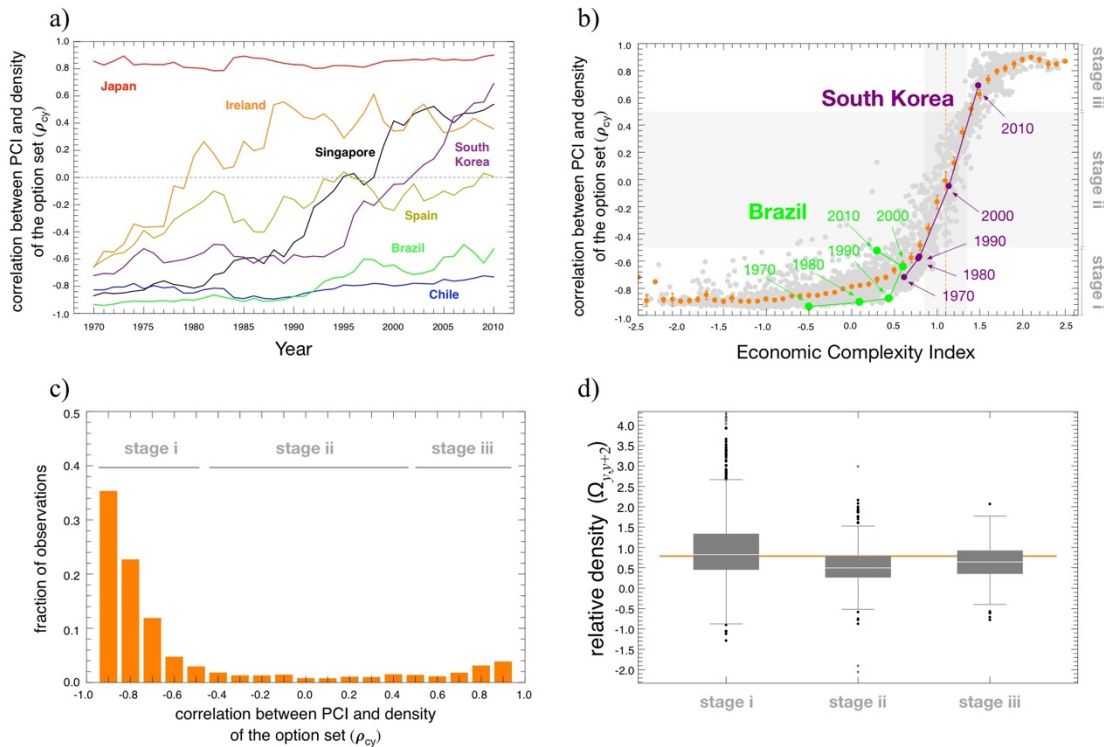 a)
correlation between PCI and density
of the option set (ρcy)
1.0
0.8
0.6
0.4
0.2
0.0
-0.2
-0.4
-0.6
-0.8
-1.0
Japan
Ireland
Singapore
South
Korea
Spain
Brazil
Chile
1970
1975
1980
1985
1990
1995
2000
2005
2010
Year
b)
correlation between PCI and density
of the option set (ρcy)
1.0
0.8
0.6
0.4
0.2
0.0
-0.2
-0.4
-0.6
-0.8
-1.0
South Korea
2010
Brazil
2010
2000
2000
1990
1990
1980
1970
1980
1970
stage iii
stage ii
stage i
-2.5
-2.0
-1.5
-1.0
-0.5
0.0
0.5
1.0
1.5
2.0
2.5
Economic Complexity Index
c)
fraction of observations
0.5
0.4
0.3
0.2
0.1
0.0
stage i
stage ii
stage iii
-1.0
-0.8
-0.6
-0.4
-0.2
0.0
0.2
0.4
0.6
0.8
1.0
correlation between PCI and density
of the option set (ρcy)
d)
relative density (Ωy,y+2)
4.0
3.5
3.0
2.5
2.0
1.5
1.0
0.5
0.0
0.5
-1.0
-1.5
-2.0
stage i
stage ii
stage iii